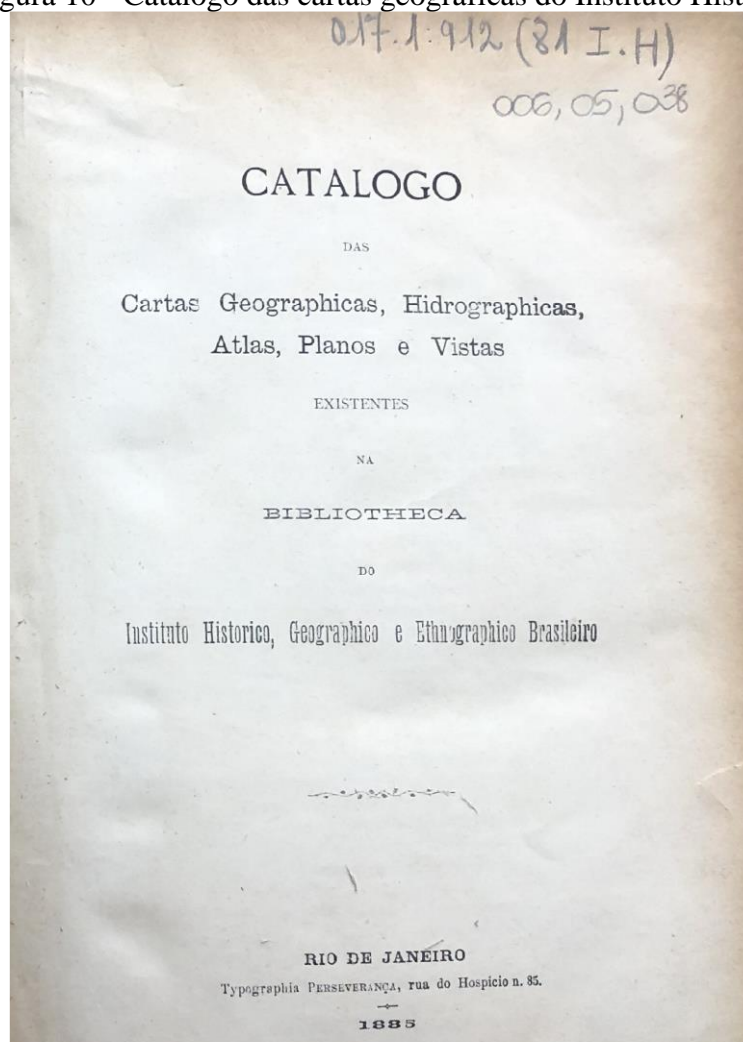 gura 10 - Catálogo das cartas geográficas do Instituto Hist
017.1:912 (81 I.H)
006,05,038
CATALOGO
DAS
Cartas Geographicas, Hidrographicas,
Atlas, Planos e Vistas
EXISTENTES
NA
BIBLIOTHECA
DO
Instituto Historico, Geographico e Ethnographico Brasileiro
RIO DE JANEIRO
Typographia PERSEVERANÇA, rua do Hospicio n. 85.
1885